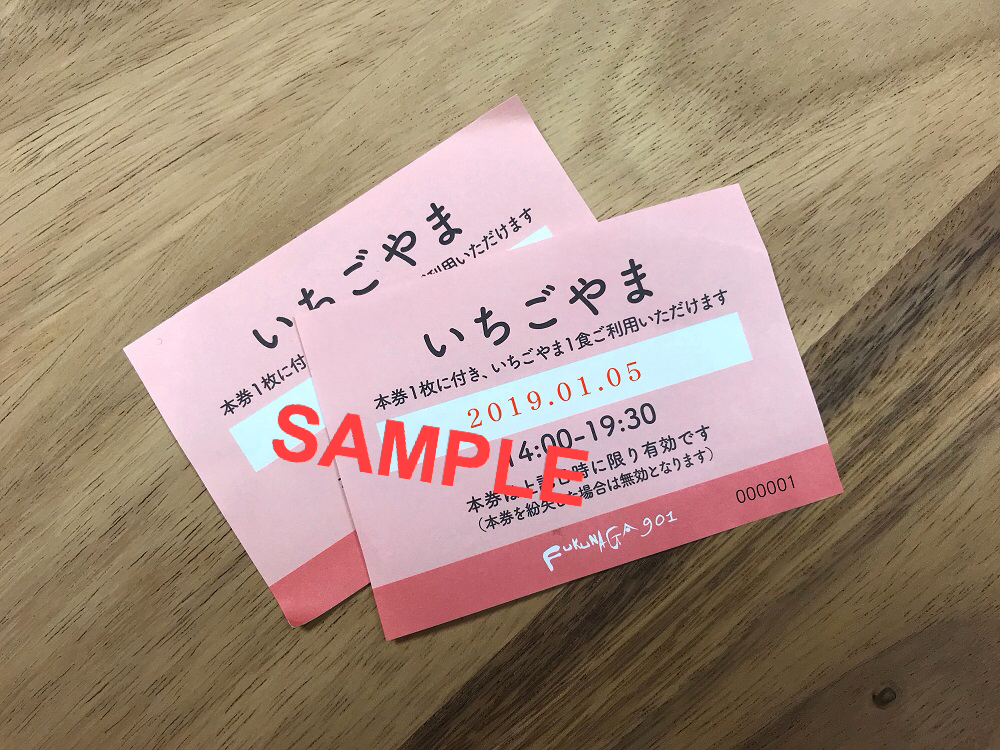 いちごやま
ご利用いただけます
本券1枚に付
いちごやま
本券1枚に付き、いちごやま1食ご利用いただけます
2019.01.05
14:00-19:30
本券は上記日時に限り有効です
(本券を紛失した場合は無効となります)
000001
FUKUNAGA 901
SAMPLE